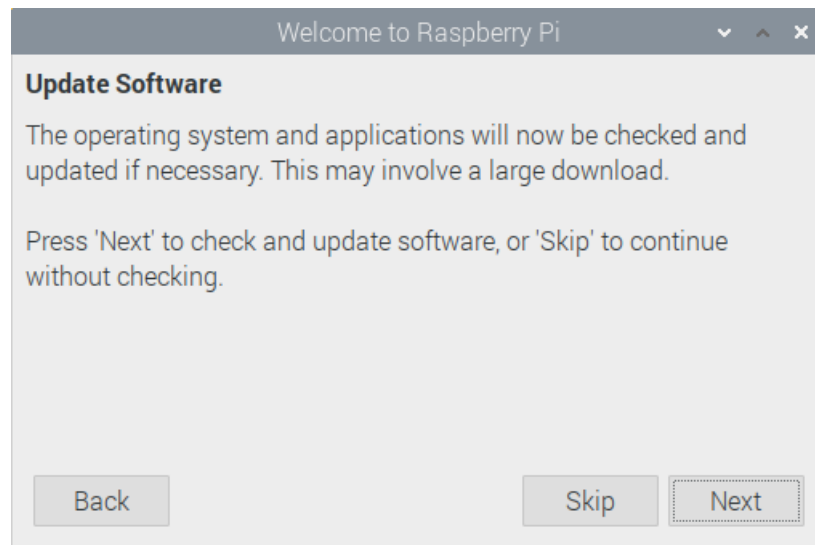 Welcome to Raspberry Pi
Update Software
The operating system and applications will now be checked and
updated if necessary. This may involve a large download.
Press 'Next' to check and update software, or 'Skip' to continue
without checking.
Back Skip Next